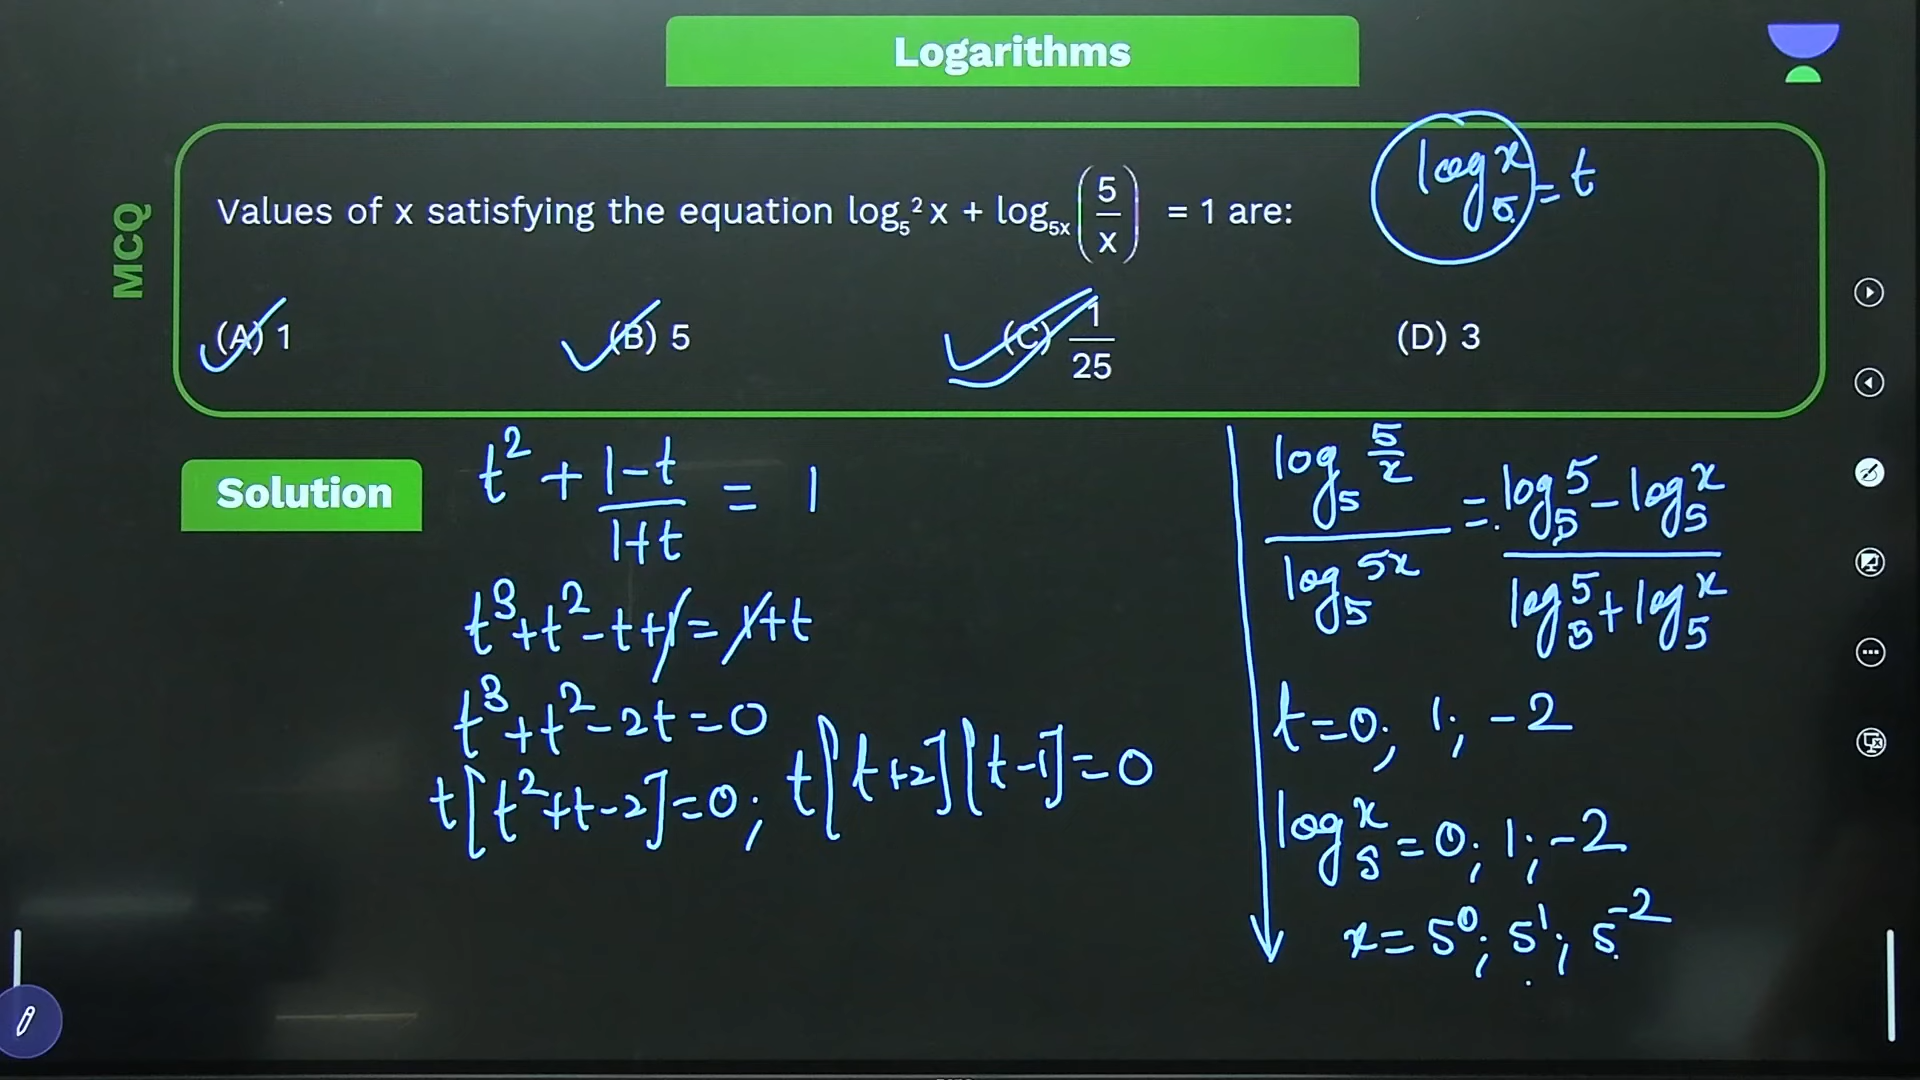 Logarithms
MCQ
Values of x satisfying the equation log₅²x + log₅ₓ(5/x) = 1 are:
log₅x = t
(A) 1
(B) 5
(C) 1/25
(D) 3
Solution
t² + (1-t)/(1+t) = 1
t³+t²-t+1=1+t
t³+t²-2t=0
t[t²+t-2]=0; t[t+2][t-1]=0
log₅(5/x)/log₅5x = (log₅5 - log₅x)/(log₅5 + log₅x)
t=0; 1; -2
log₅x = 0; 1; -2
x = 5⁰; 5¹; 5⁻²